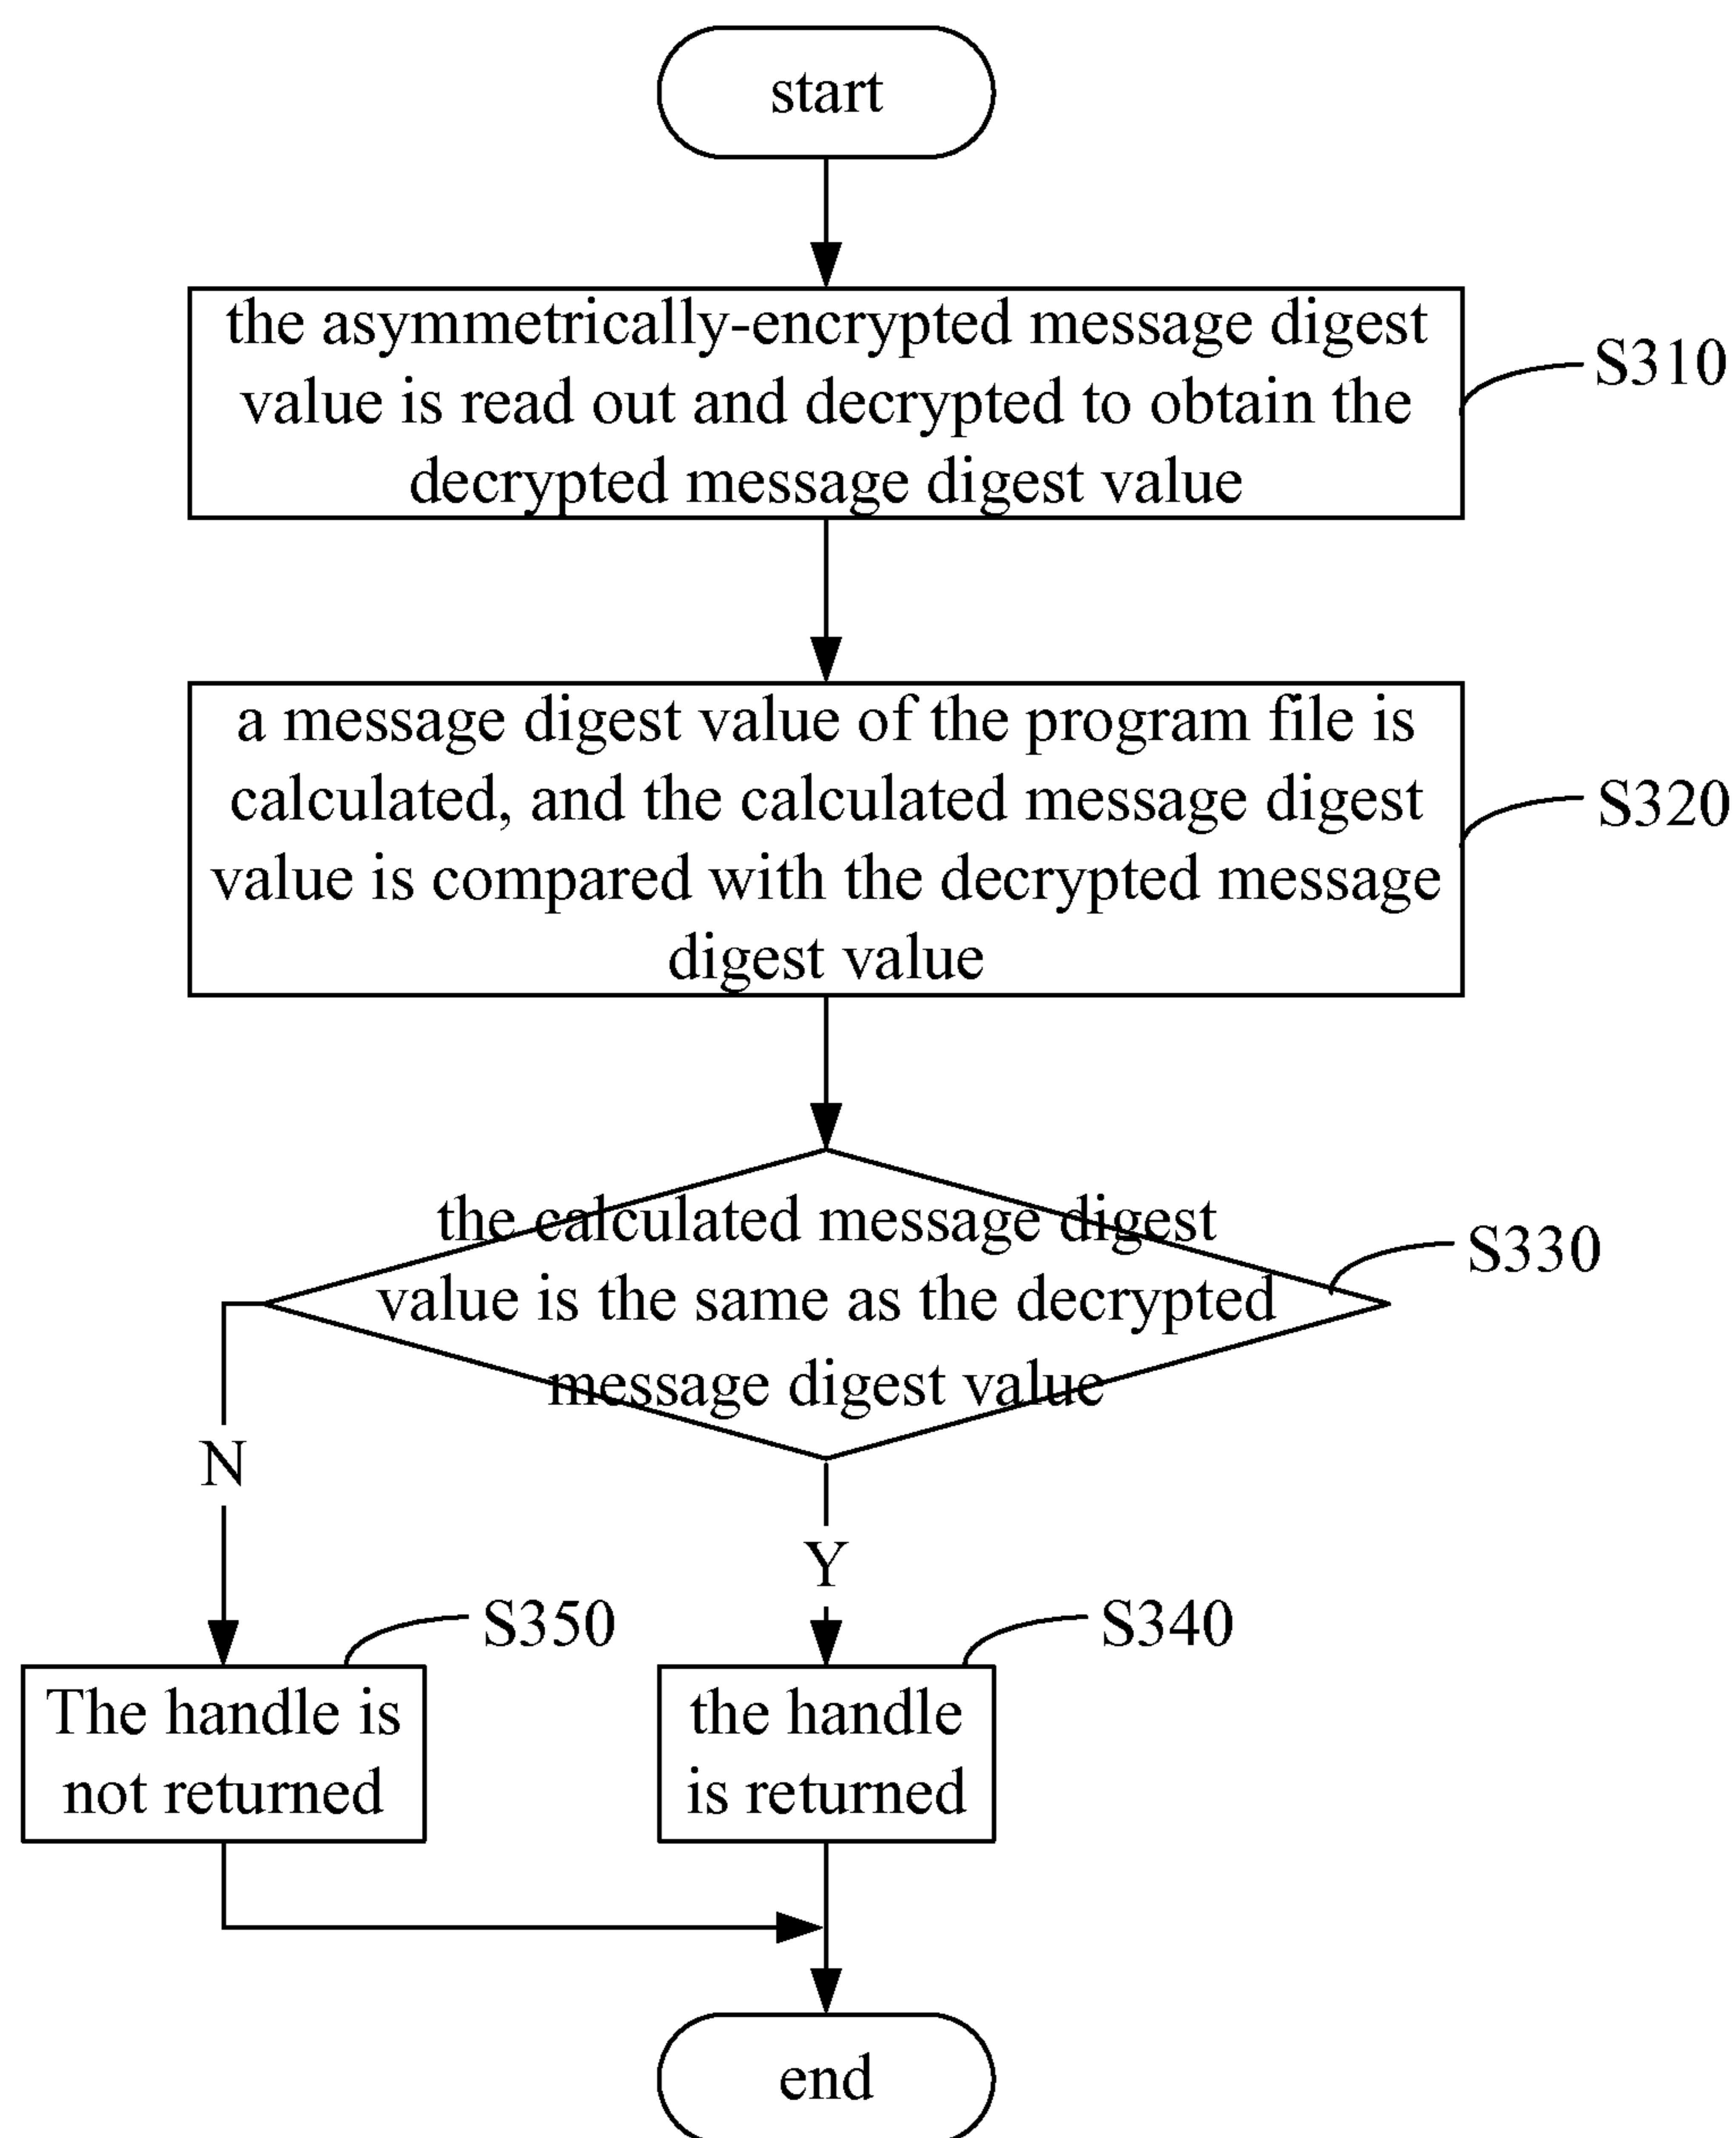 start
the asymmetrically-encrypted message digest
value is read out and decrypted to obtain the
decrypted message digest value
S310
a message digest value of the program file is
calculated, and the calculated message digest
value is compared with the decrypted message
digest value
S320
the calculated message digest
value is the same as the decrypted
message digest value
S330
N
Y
S350
S340
The handle is
not returned
the handle
is returned
end